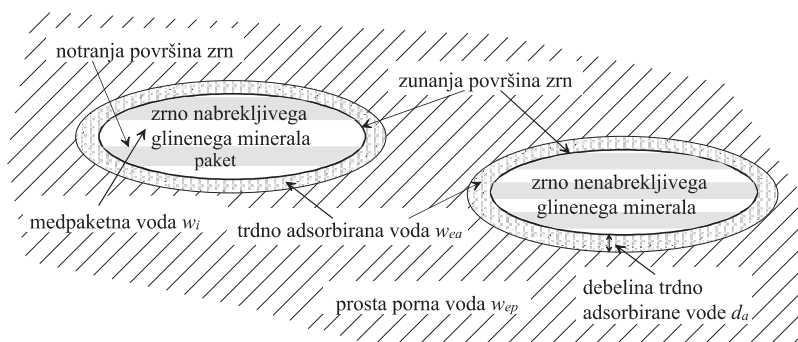 notranja površina zrn
zunanja površina zrn
zrno nabrekljivega
glinenega minerala
paket
zrno nenabrekljivega
glinenega minerala
medpaketna voda wi
trdno adsorbirana voda wea
debelina trdno
adsorbirane vode da
prosta porna voda wep